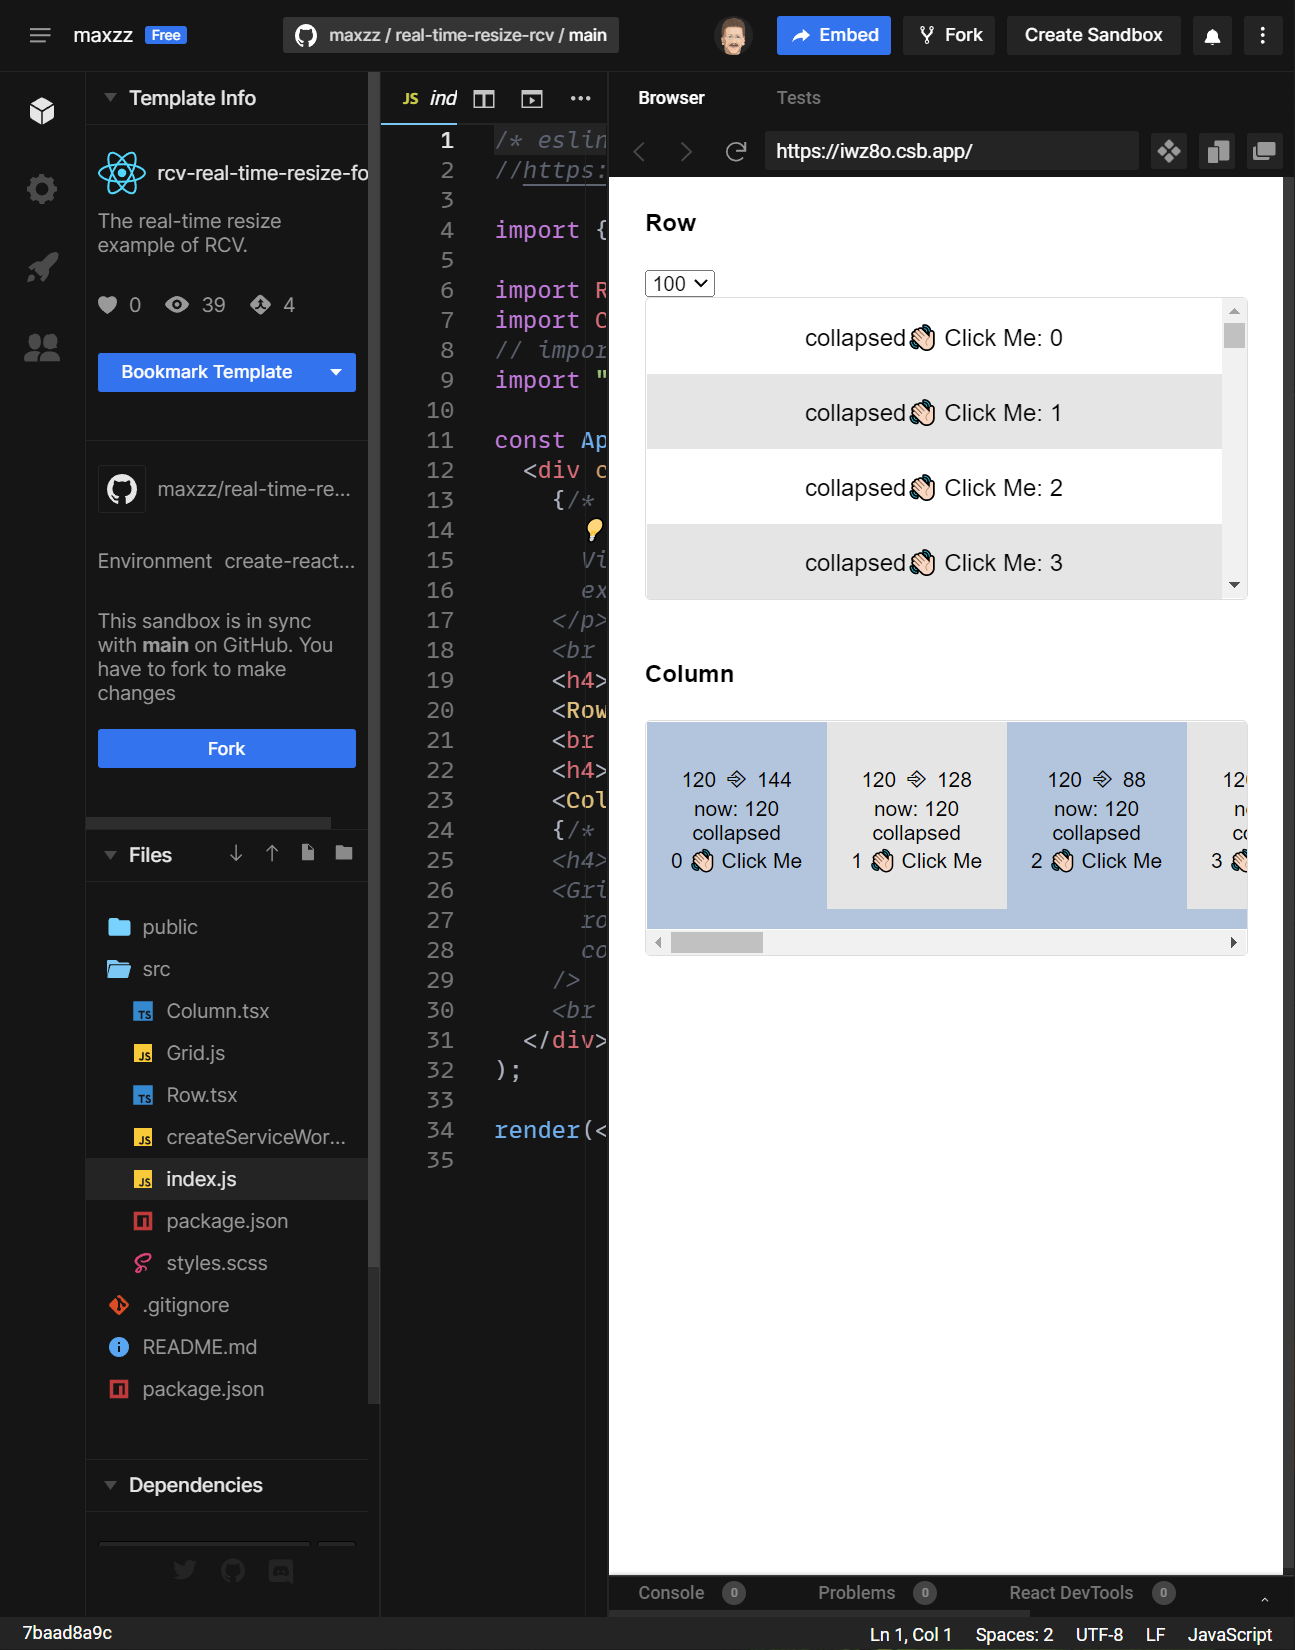 maxzz Free
maxzz / real-time-resize-rcv / main
Embed
Fork
Create Sandbox
Template Info
rcv-real-time-resize-fo
The real-time resize
example of RCV.
0 39 4
Bookmark Template
maxzz/real-time-re...
Environment create-react...
This sandbox is in sync
with main on GitHub. You
have to fork to make
changes
Fork
Files
public
src
TS Column.tsx
JS Grid.js
TS Row.tsx
JS createServiceWor...
JS index.js
package.json
styles.scss
.gitignore
README.md
package.json
Dependencies
JS ind
1 /* eslin
2 //https:
3
4 import {
5
6 import R
7 import C
8 // impor
9 import "
10
11 const Ap
12 <div c
13 {/*
14
15 Vi
16 ex
17 </p>
18 <br
19 <h4>
20 <Row
21 <br
22 <h4>
23 <Col
24 {/*
25 <h4>
26 <Gri
27 ro
28 co
29 />
30 <br
31 </div>
32 );
33
34 render(<
35
Browser Tests
https://iwz8o.csb.app/
Row
100
collapsed👏🏻 Click Me: 0
collapsed👏🏻 Click Me: 1
collapsed👏🏻 Click Me: 2
collapsed👏🏻 Click Me: 3
Column
120 ⎆ 144
now: 120
collapsed
0 👏🏻 Click Me
120 ⎆ 128
now: 120
collapsed
1 👏🏻 Click Me
120 ⎆ 88
now: 120
collapsed
2 👏🏻 Click Me
12
n
co
3 👏🏻
Console 0 Problems 0 React DevTools 0
7baad8a9c
Ln 1, Col 1 Spaces: 2 UTF-8 LF JavaScript